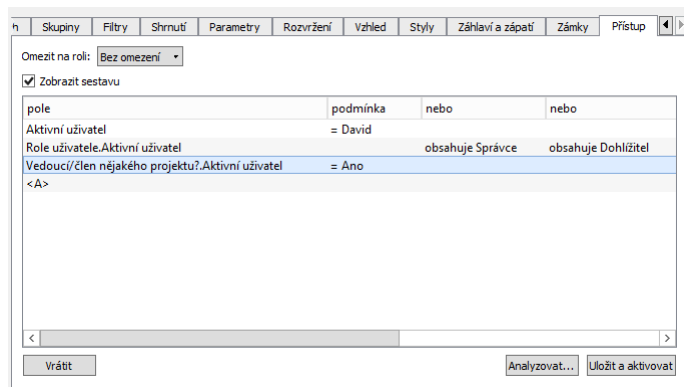 h Skupiny Filtry Shrnutí Parametry Rozvržení Vzhled Styly Záhlaví a zápatí Zámky Přístup
Omezit na roli: Bez omezení
Zobrazit sestavu
pole podmínka nebo nebo
Aktivní uživatel = David
Role uživatele.Aktivní uživatel obsahuje Správce obsahuje Dohlížitel
Vedoucí/člen nějakého projektu?.Aktivní uživatel = Ano
<A>
Vrátit Analyzovat... Uložit a aktivovat